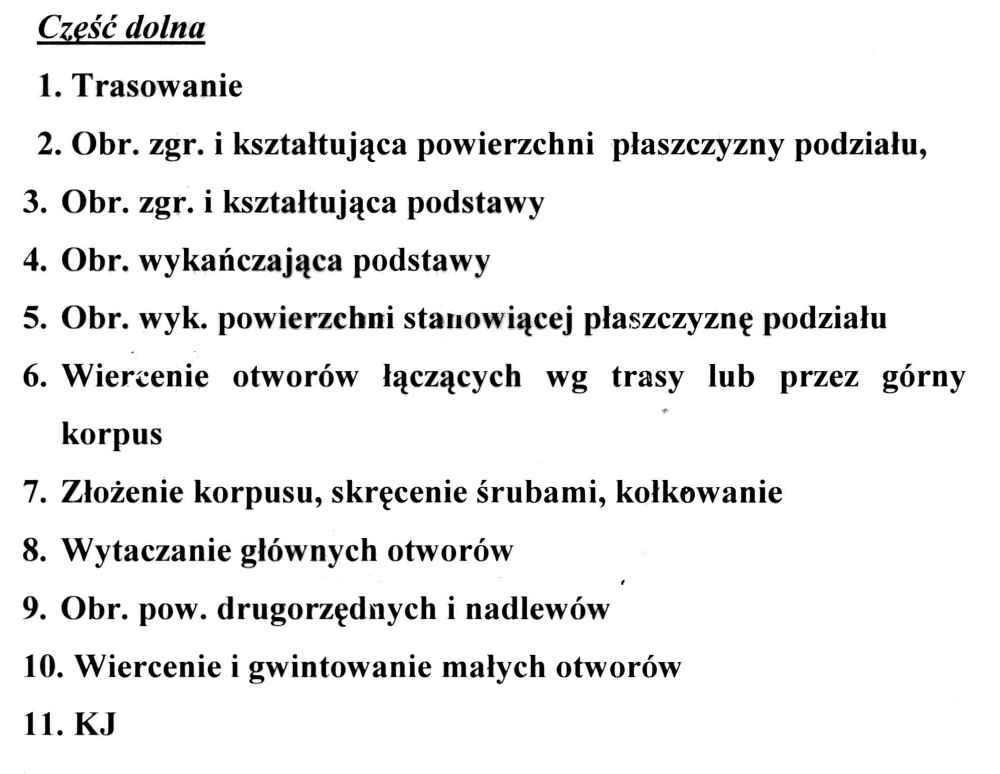 Część dolna
1. Trasowanie
2. Obr. zgr. i kształtująca powierzchni płaszczyzny podziału,
3. Obr. zgr. i kształtująca podstawy
4. Obr. wykańczająca podstawy
5. Obr. wyk. powierzchni stanowiącej płaszczyznę podziału
6. Wiercenie otworów łączących wg trasy lub przez górny
korpus
7. Złożenie korpusu, skręcenie śrubami, kołkowanie
8. Wytaczanie głównych otworów
9. Obr. pow. drugorzędnych i nadlewów
10. Wiercenie i gwintowanie małych otworów
11. KJ